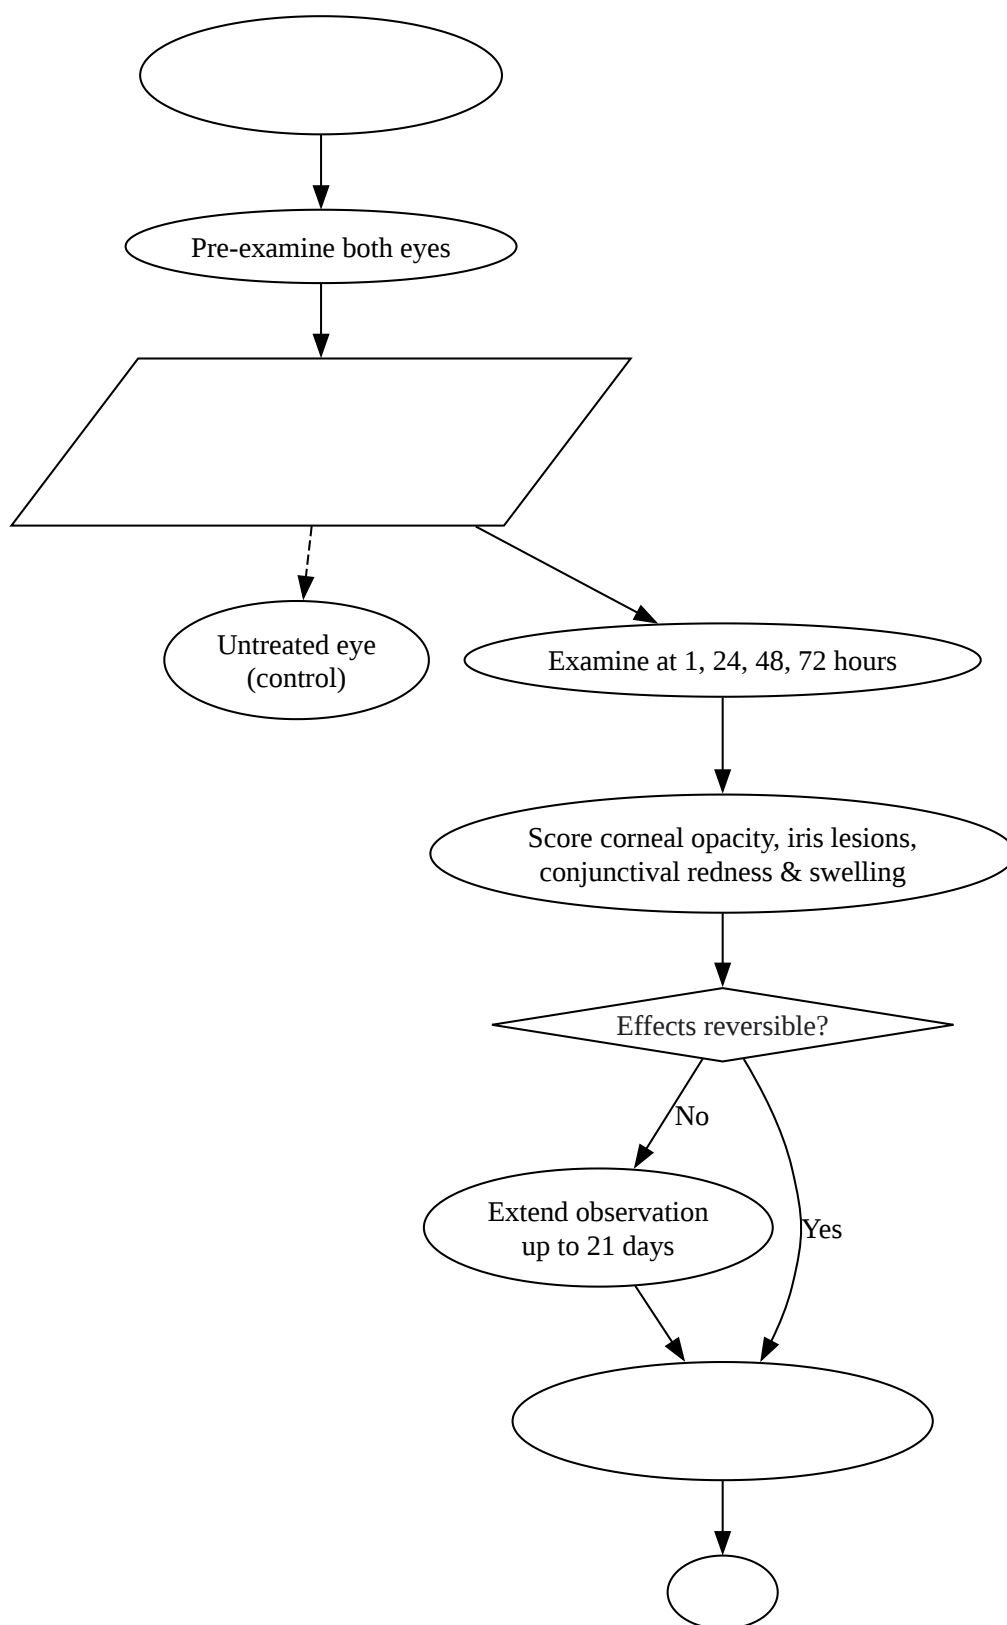 Pre-examine both eyes
Untreated eye
(control)
Examine at 1, 24, 48, 72 hours
Score corneal opacity, iris lesions,
conjunctival redness & swelling
Effects reversible?
No
Extend observation
up to 21 days
Yes